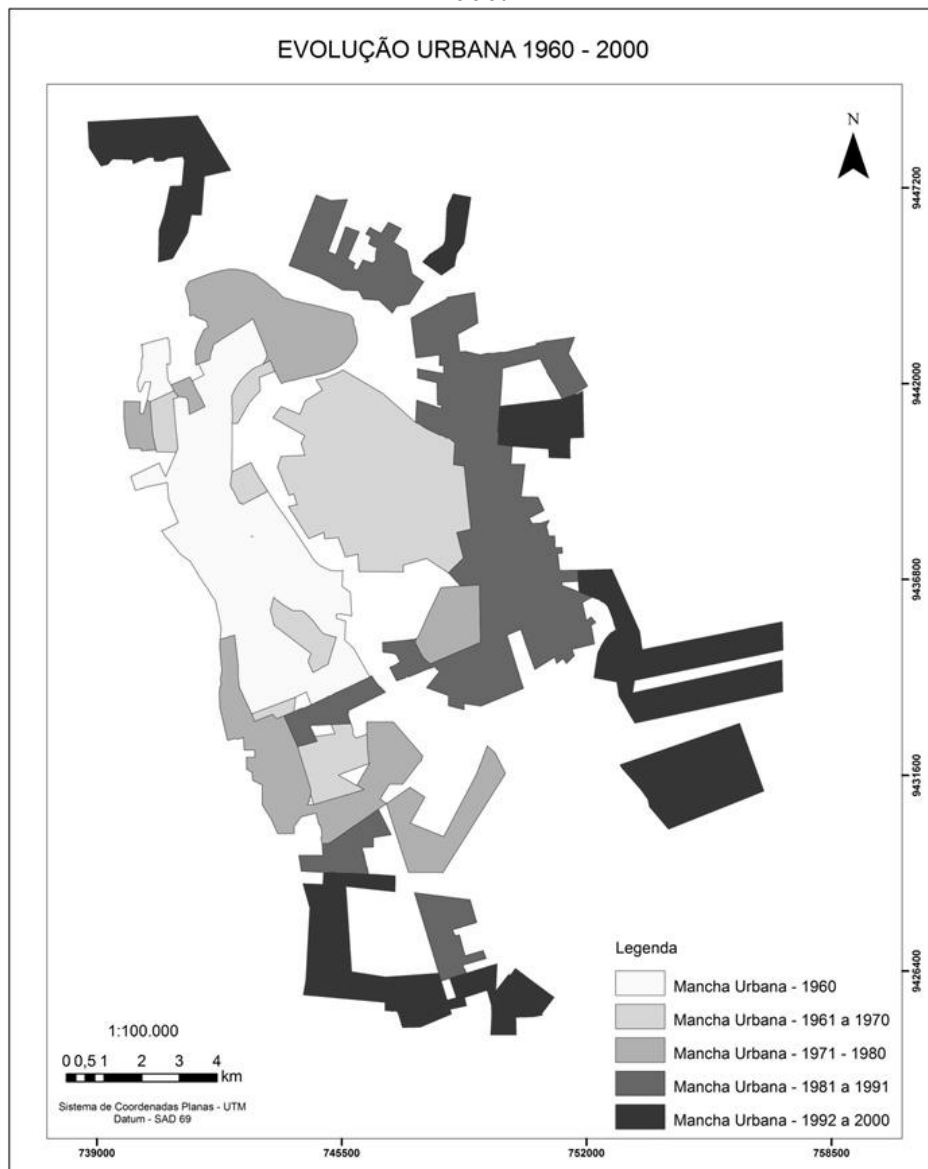 EVOLUÇÃO URBANA 1960 - 2000
N
9447200
9442000
9436800
9431600
9426400
Legenda
Mancha Urbana - 1960
Mancha Urbana - 1961 a 1970
Mancha Urbana - 1971 - 1980
Mancha Urbana - 1981 a 1991
Mancha Urbana - 1992 a 2000
1:100.000
0 0,5 1 2 3 4
km
Sistema de Coordenadas Planas - UTM
Datum - SAD 69
739000 745500 752000 758500